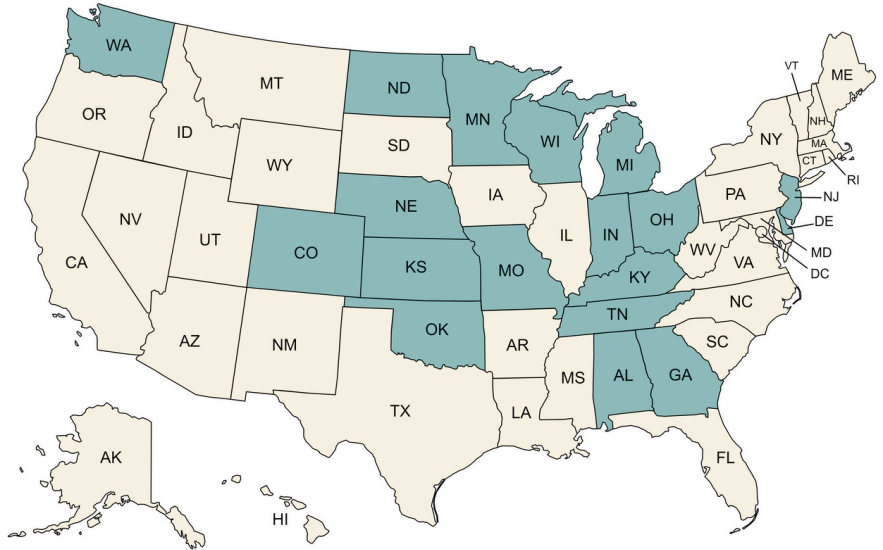 WA
OR
CA
NV
ID
MT
WY
UT
AZ
CO
NM
ND
SD
NE
KS
OK
TX
MN
IA
MO
AR
LA
WI
IL
MI
IN
OH
KY
TN
MS
AL
GA
FL
SC
NC
VA
WV
PA
NY
VT
NH
ME
MA
CT
RI
NJ
DE
MD
DC
AK
HI